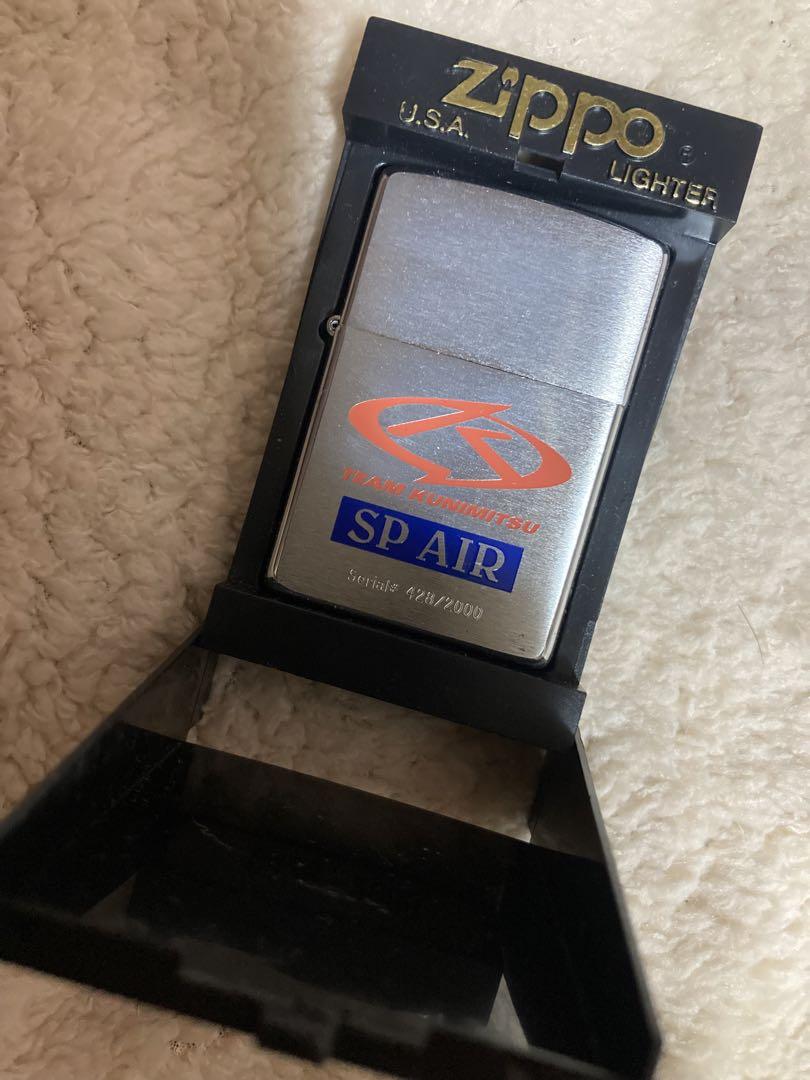 Zippo®
U.S.A.
LIGHTER
TEAM KUNIMITSU
SP AIR
Serial# 428/2000